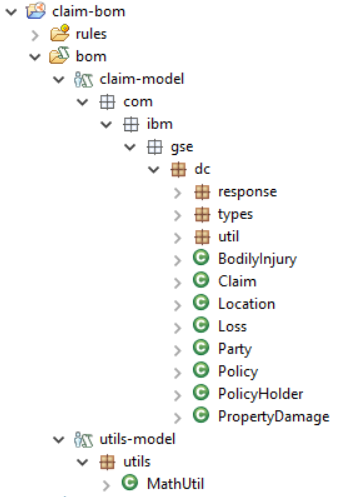 claim-bom
rules
bom
claim-model
com
ibm
gse
dc
response
types
util
BodilyInjury
Claim
Location
Loss
Party
Policy
PolicyHolder
PropertyDamage
utils-model
utils
MathUtil